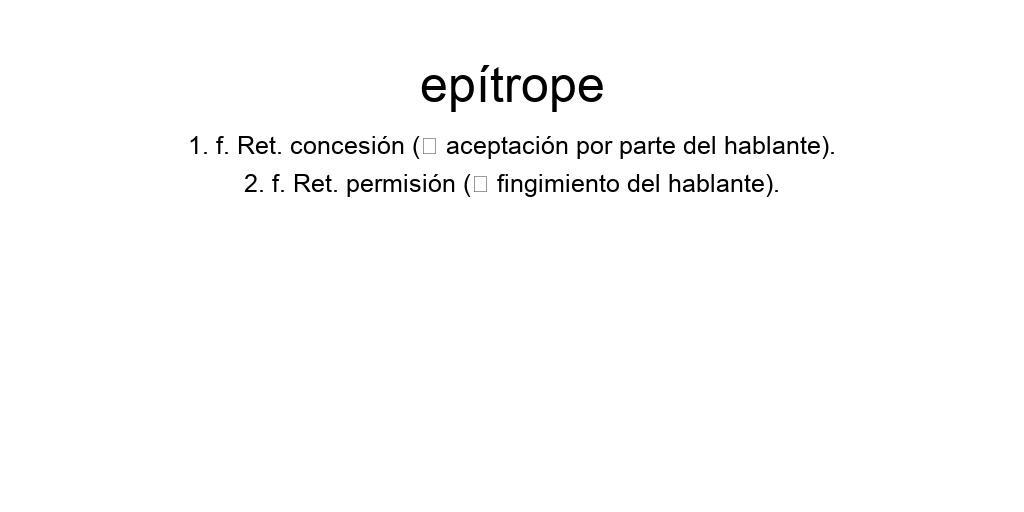 epítrope
1. f. Ret. concesión (▯ aceptación por parte del hablante).
2. f. Ret. permisión (▯ fingimiento del hablante).